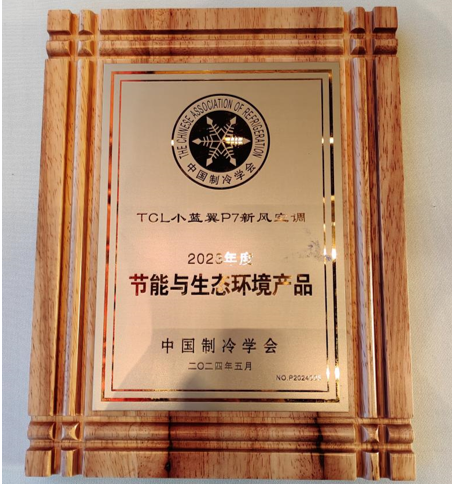 THE CHINESE ASSOCIATION OF REFRIGERATION
中国制冷学会
TCL小蓝翼P7新风空调
2023年度
节能与生态环境产品
中国制冷学会
二〇二四年五月